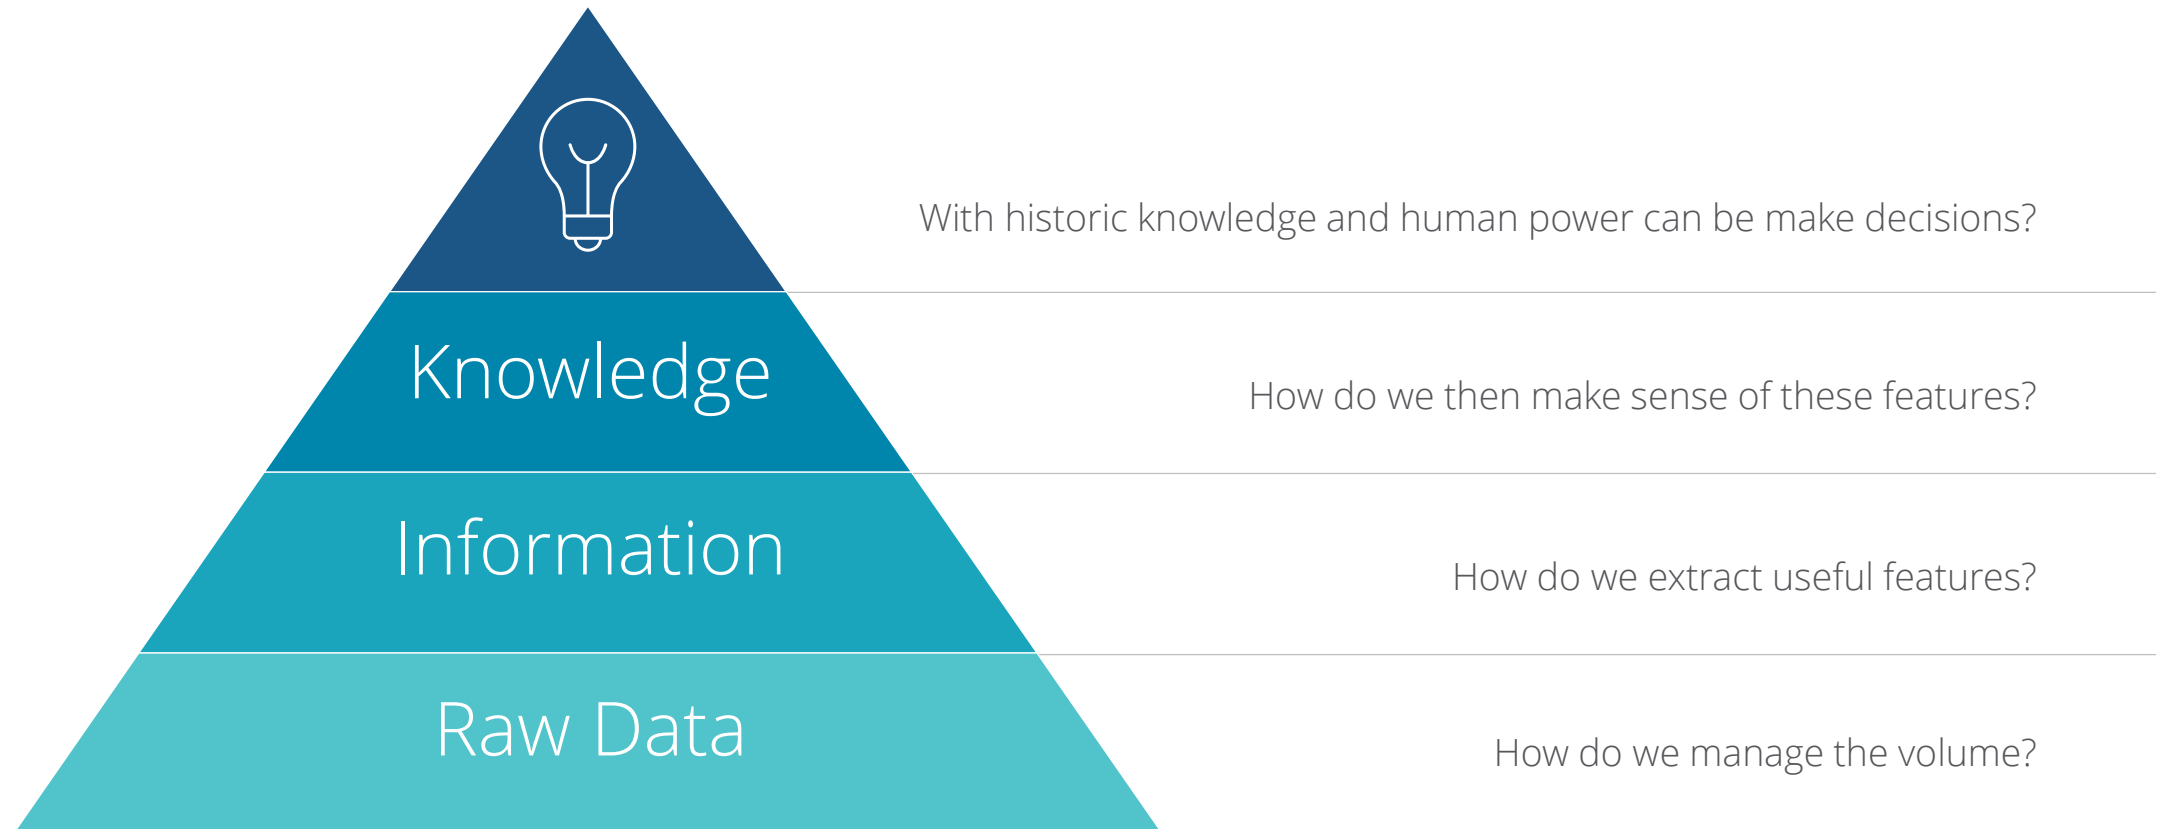 With historic knowledge and human power can be make decisions?
Knowledge
How do we then make sense of these features?
Information
How do we extract useful features?
Raw Data
How do we manage the volume?